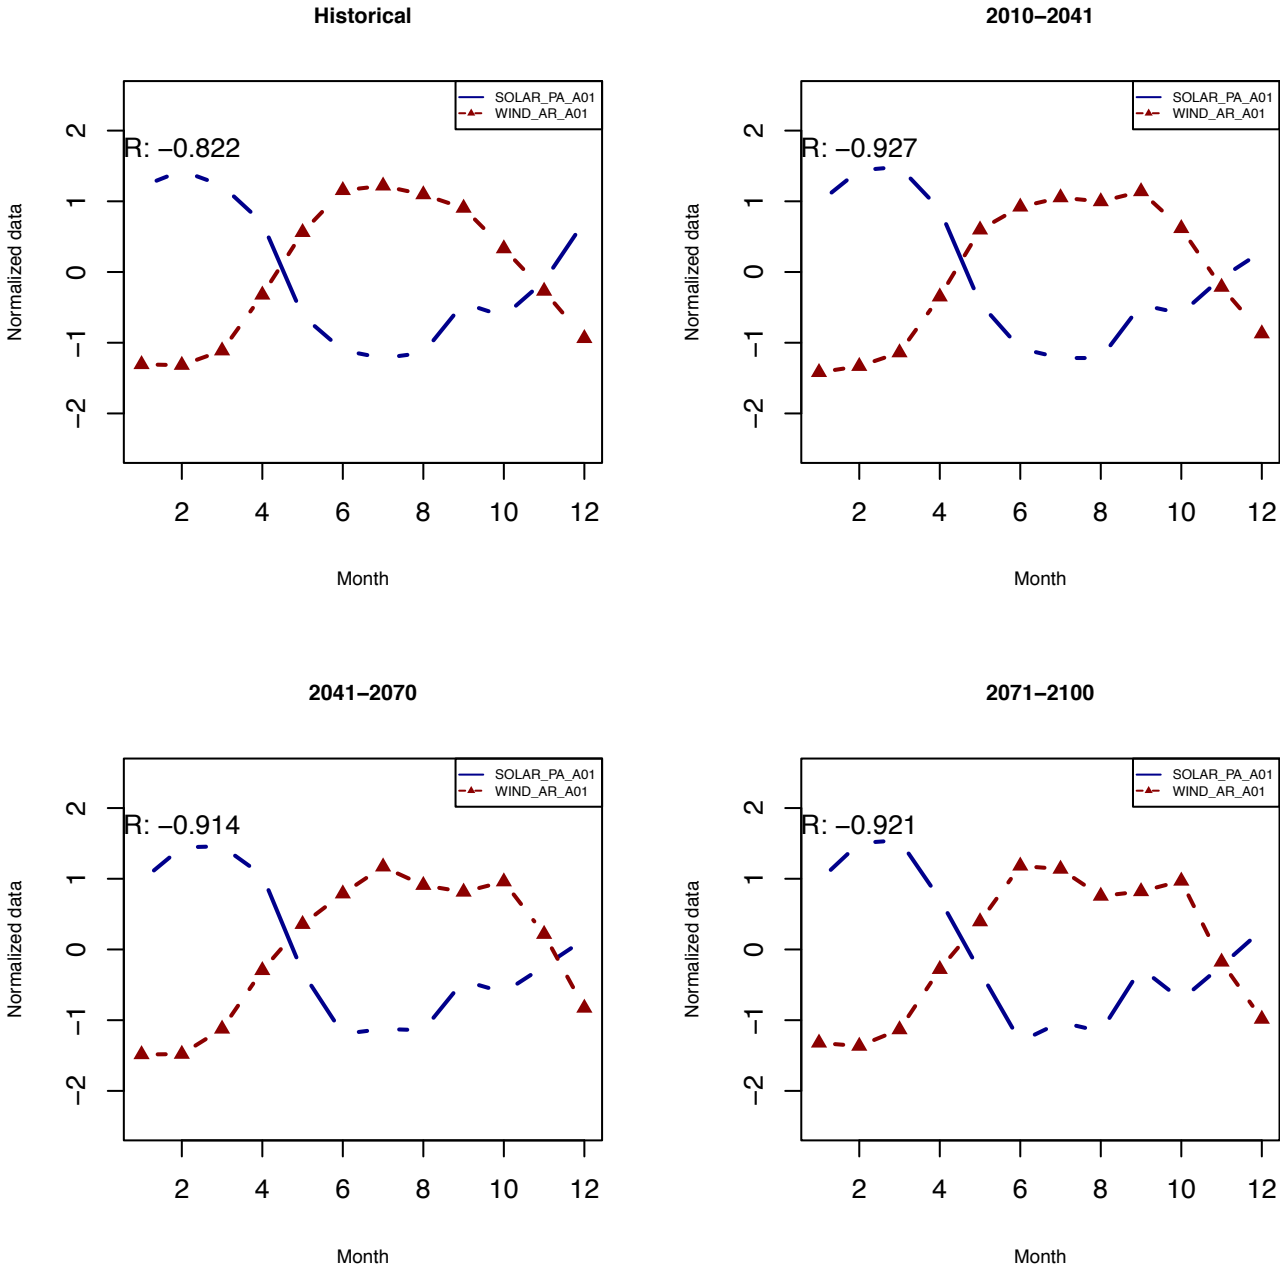 Historical
SOLAR_PA_A01
WIND_AR_A01
R: −0.822
Normalized data
2
1
0
−1
−2
2 4 6 8 10 12
Month
2010−2041
SOLAR_PA_A01
WIND_AR_A01
R: −0.927
Normalized data
2
1
0
−1
−2
2 4 6 8 10 12
Month
2041−2070
SOLAR_PA_A01
WIND_AR_A01
R: −0.914
Normalized data
2
1
0
−1
−2
2 4 6 8 10 12
Month
2071−2100
SOLAR_PA_A01
WIND_AR_A01
R: −0.921
Normalized data
2
1
0
−1
−2
2 4 6 8 10 12
Month